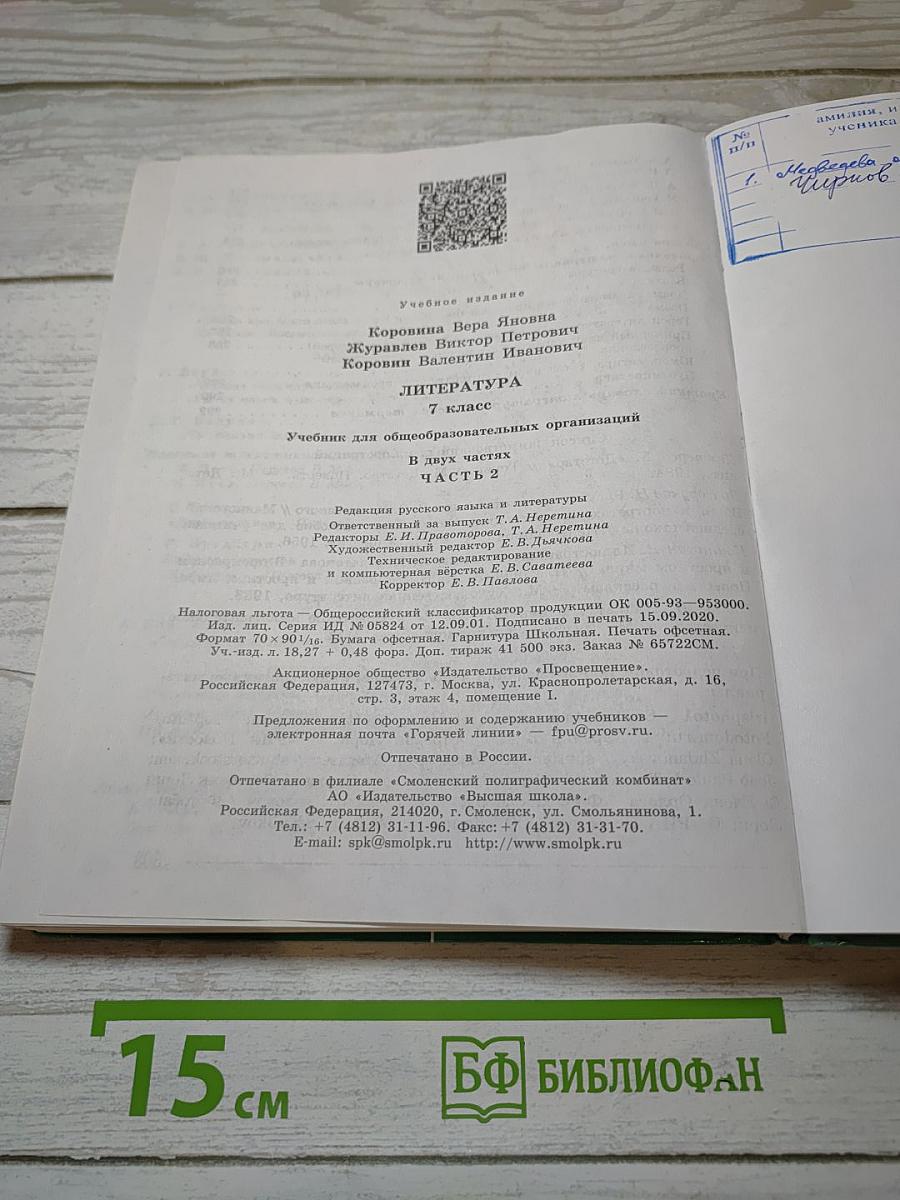 Учебное издание
Коровина Вера Яновна
Журавлев Виктор Петрович
Коровин Валентин Иванович
ЛИТЕРАТУРА
7 класс
Учебник для общеобразовательных организаций
В двух частях
ЧАСТЬ 2
Редакция русского языка и литературы
Ответственный за выпуск Т. А. Неретина
Редакторы Е. И. Правоторова, Т. А. Неретина
Художественный редактор Е. В. Дьячкова
Техническое редактирование
и компьютерная вёрстка Е. В. Саватеева
Корректор Е. В. Павлова
Налоговая льгота — Общероссийский классификатор продукции ОК 005-93—953000.
Изд. лиц. Серия ИД № 05824 от 12.09.01. Подписано в печать 15.09.2020.
Формат 70 × 90 1/16. Бумага офсетная. Гарнитура Школьная. Печать офсетная.
Уч.-изд. л. 18,27 + 0,48 форз. Доп. тираж 41 500 экз. Заказ № 65722СМ.
Акционерное общество «Издательство «Просвещение».
Российская Федерация, 127473, г. Москва, ул. Краснопролетарская, д. 16,
стр. 3, этаж 4, помещение I.
Предложения по оформлению и содержанию учебников —
электронная почта «Горячей линии» — fpu@prosv.ru.
Отпечатано в России.
Отпечатано в филиале «Смоленский полиграфический комбинат»
АО «Издательство «Высшая школа».
Российская Федерация, 214020, г. Смоленск, ул. Смольянинова, 1.
Тел.: +7 (4812) 31-11-96. Факс: +7 (4812) 31-31-70.
E-mail: spk@smolpk.ru http://www.smolpk.ru
№
п/п
амилия, и
ученика
1. Медведева
Чирков
15 см
БФ БИБЛИОФАН